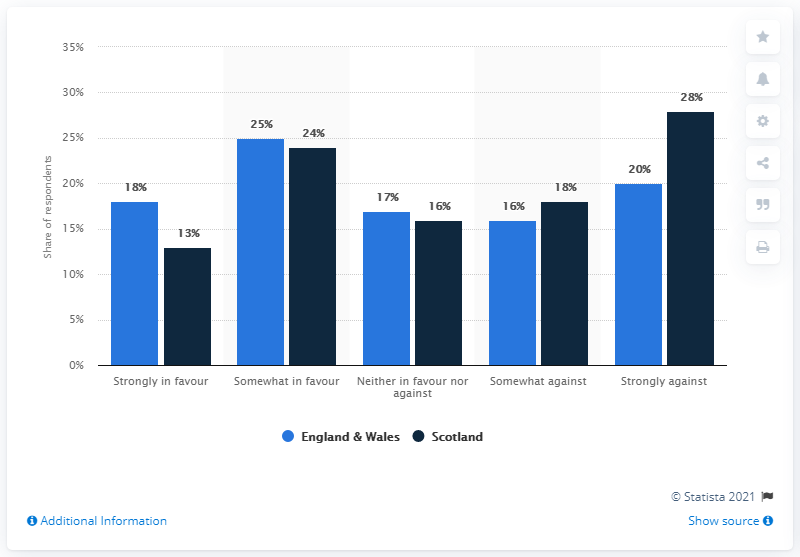 35%
30%
25%
20%
15%
10%
5%
0%
Share of respondents
18%
13%
25%
24%
17%
16%
16%
18%
20%
28%
Strongly in favour
Somewhat in favour
Neither in favour nor
against
Somewhat against
Strongly against
England & Wales
Scotland
© Statista 2021
Additional Information
Show source